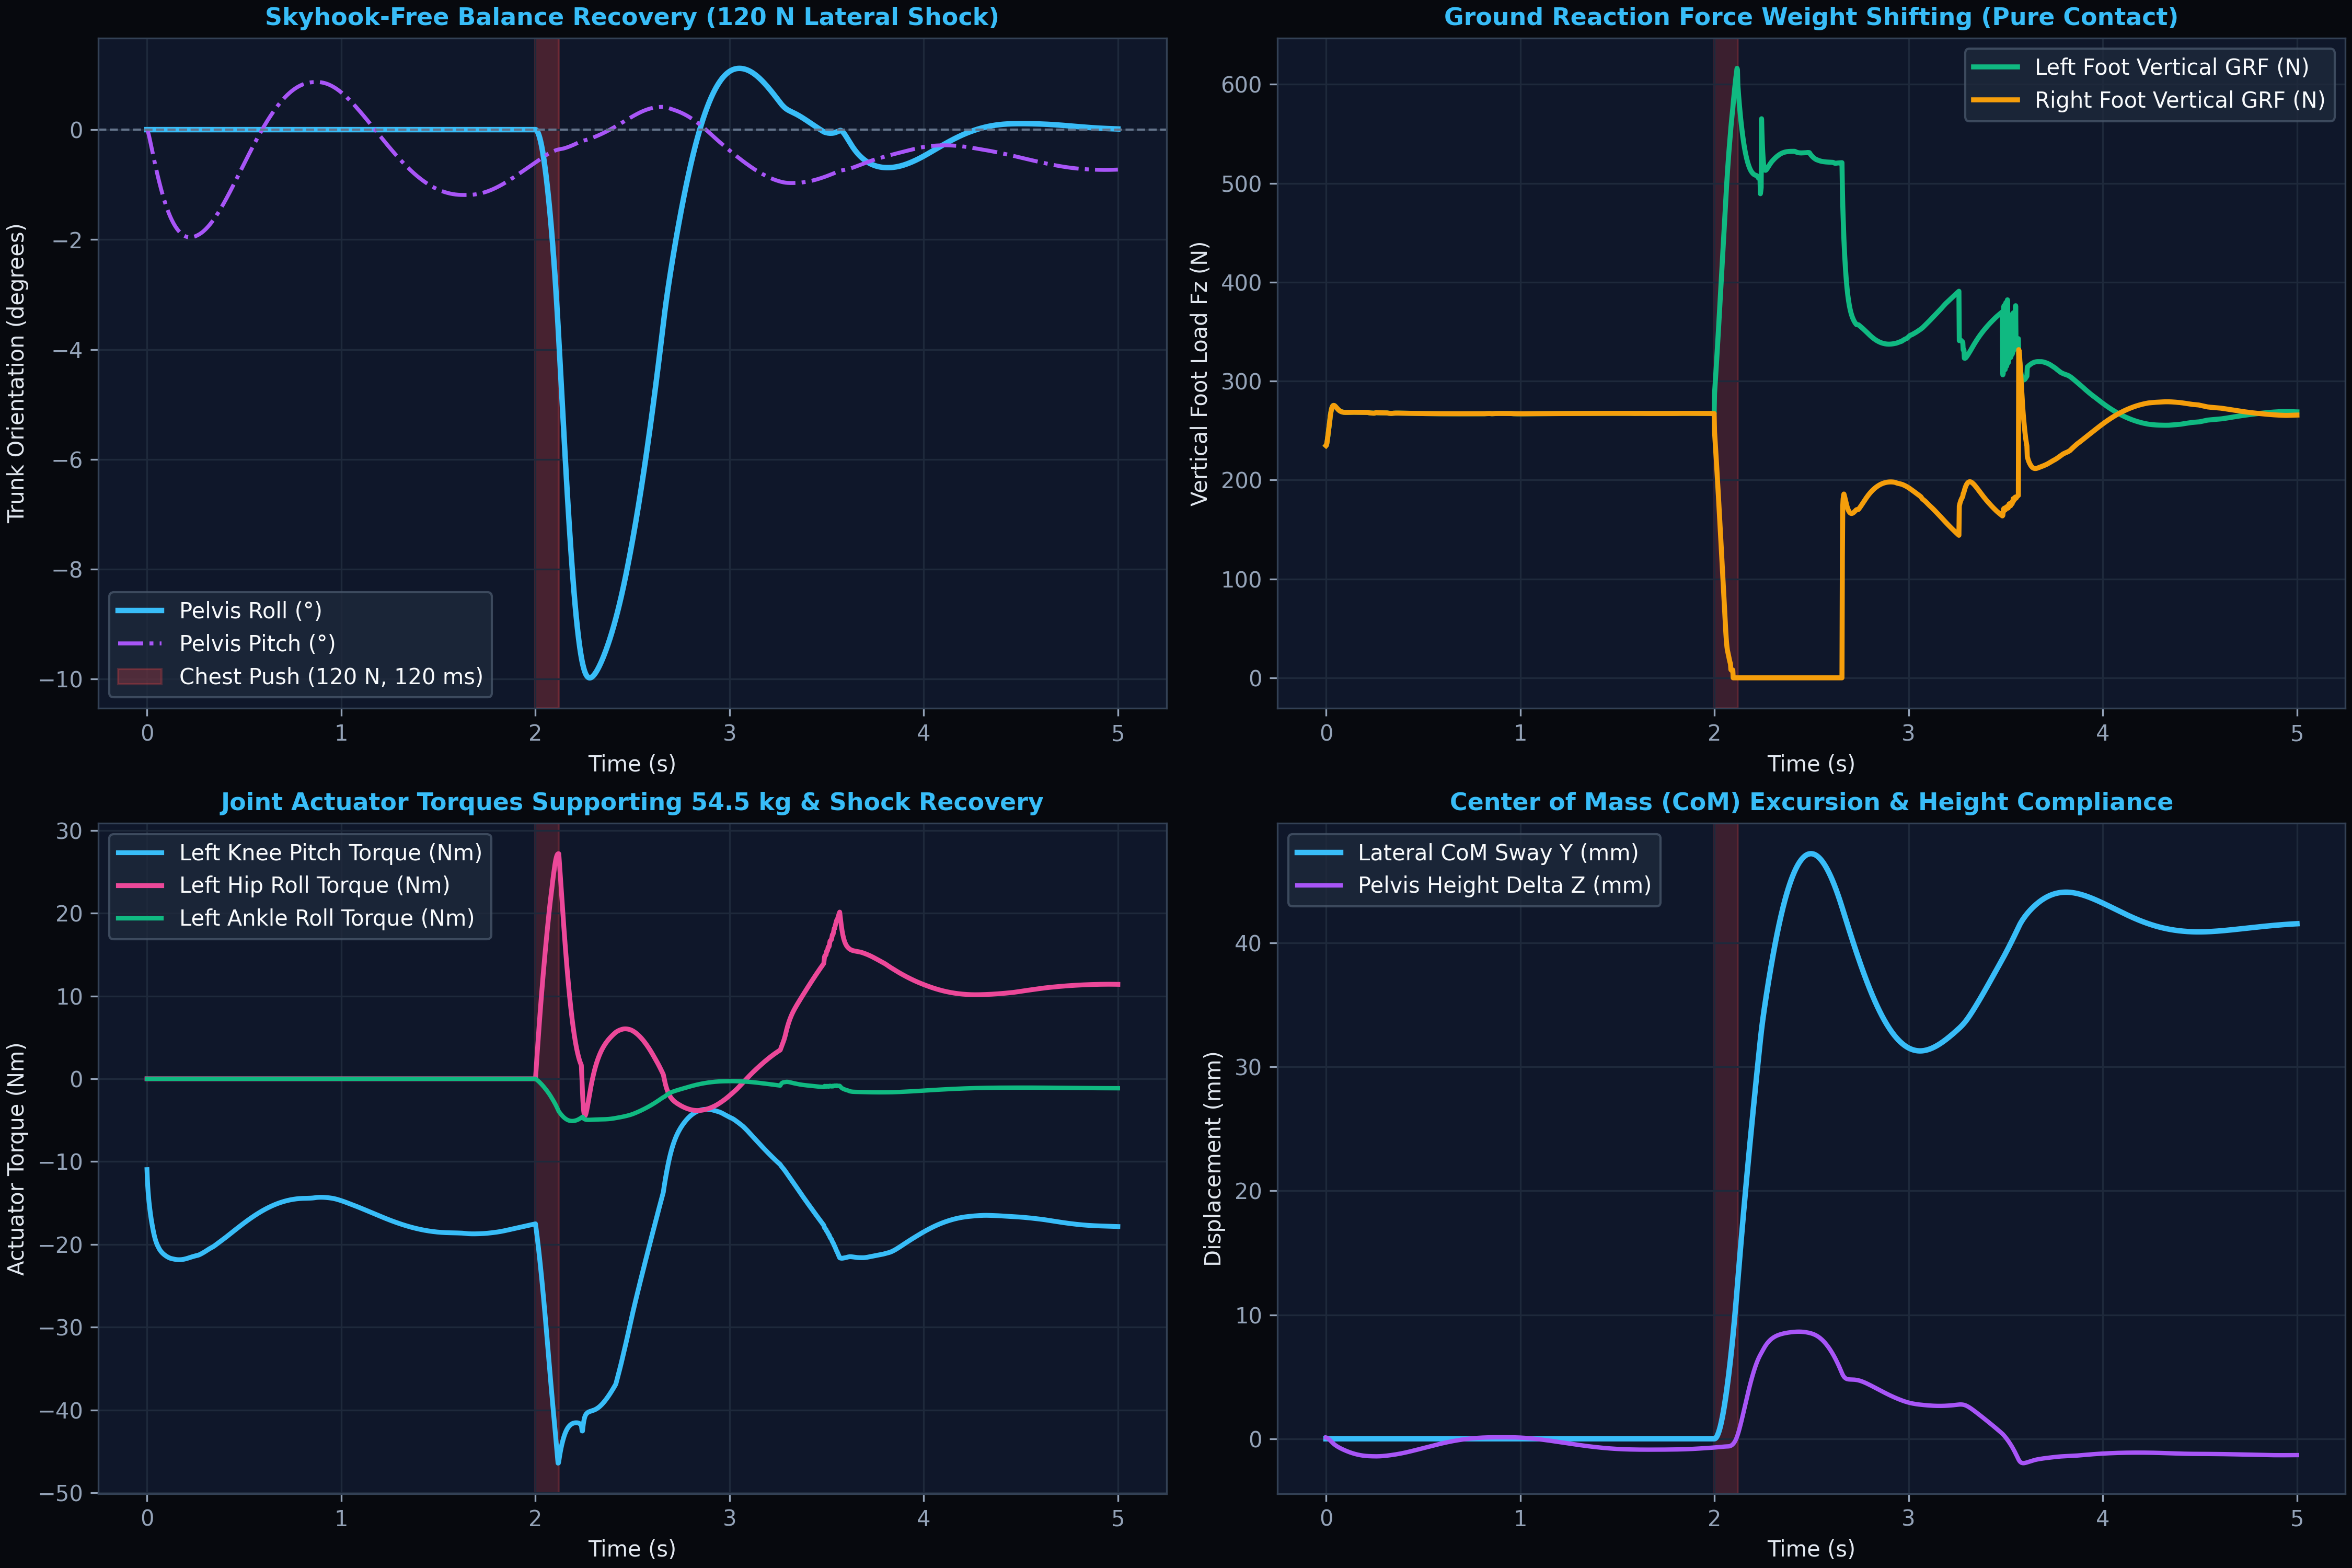 Skyhook-Free Balance Recovery (120 N Lateral Shock)
Trunk Orientation (degrees)
0
−2
−4
−6
−8
−10
Pelvis Roll (°)
Pelvis Pitch (°)
Chest Push (120 N, 120 ms)
0 1 2 3 4 5
Time (s)
Ground Reaction Force Weight Shifting (Pure Contact)
Vertical Foot Load Fz (N)
600
500
400
300
200
100
0
Left Foot Vertical GRF (N)
Right Foot Vertical GRF (N)
0 1 2 3 4 5
Time (s)
Joint Actuator Torques Supporting 54.5 kg & Shock Recovery
Actuator Torque (Nm)
30
20
10
0
−10
−20
−30
−40
−50
Left Knee Pitch Torque (Nm)
Left Hip Roll Torque (Nm)
Left Ankle Roll Torque (Nm)
0 1 2 3 4 5
Time (s)
Center of Mass (CoM) Excursion & Height Compliance
Displacement (mm)
40
30
20
10
0
Lateral CoM Sway Y (mm)
Pelvis Height Delta Z (mm)
0 1 2 3 4 5
Time (s)